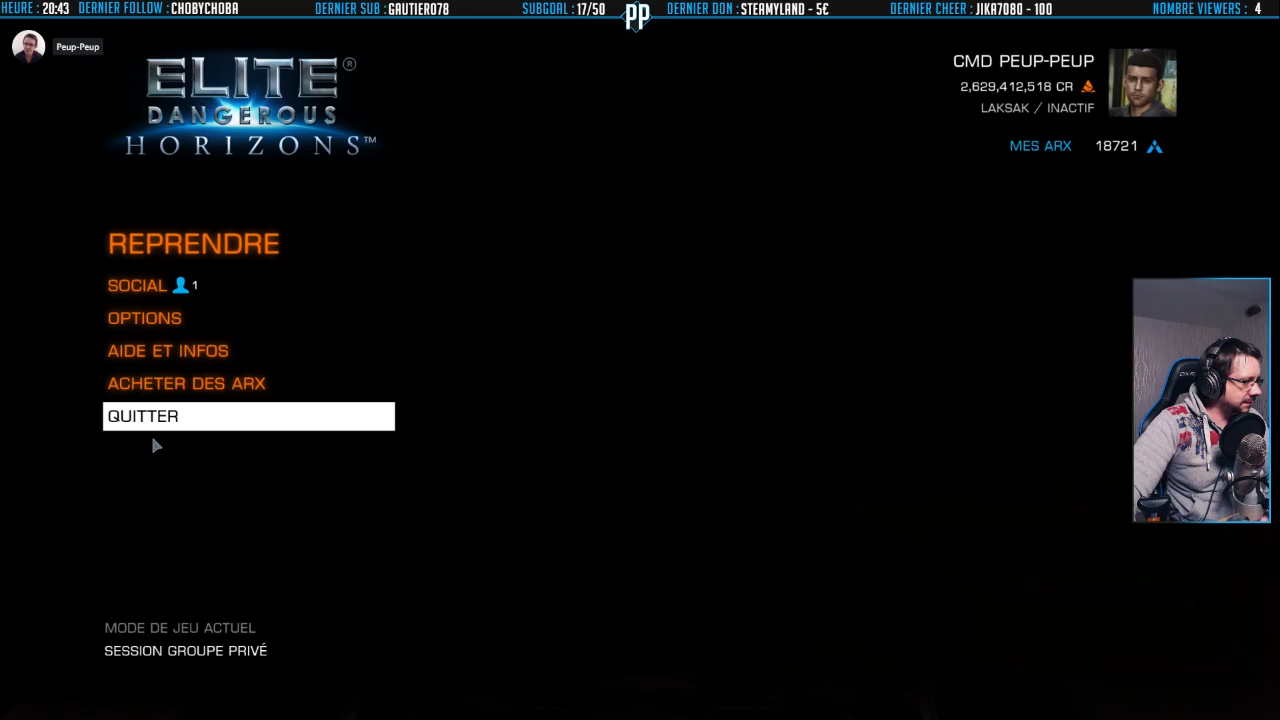 HEURE : 20:43 DERNIER FOLLOW : CHOBYCHOBA DERNIER SUB : GAUTIER078 SUBGOAL : 17/50 PP DERNIER DON : STEAMYLAND - 5€ DERNIER CHEER : JIKA7080 - 100 NOMBRE VIEWERS : 4
Peup-Peup
ELITE®
DANGEROUS
HORIZONS™
CMD PEUP-PEUP
2,629,412,518 CR
LAKSAK / INACTIF
MES ARX 18721
REPRENDRE
SOCIAL 1
OPTIONS
AIDE ET INFOS
ACHETER DES ARX
QUITTER
MODE DE JEU ACTUEL
SESSION GROUPE PRIVÉ